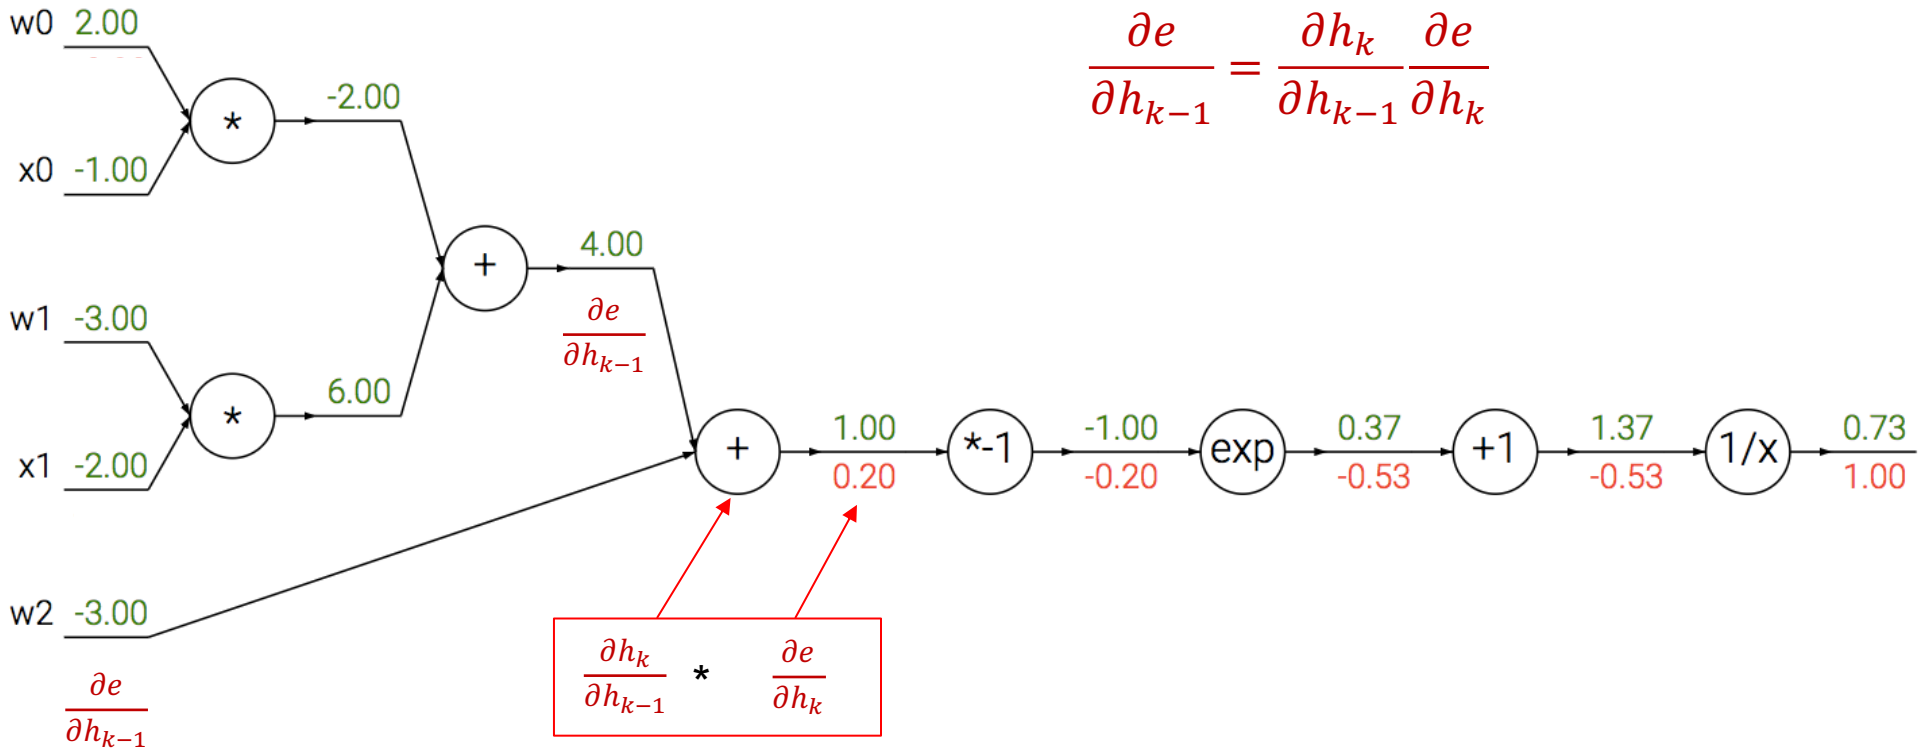 w0 2.00
∂e/∂h_{k−1} = ∂h_k/∂h_{k−1} ∂e/∂h_k
*
-2.00
x0 -1.00
+
4.00
∂e/∂h_{k−1}
w1 -3.00
*
6.00
x1 -2.00
+
1.00
0.20
*-1
-1.00
-0.20
exp
0.37
-0.53
+1
1.37
-0.53
1/x
0.73
1.00
w2 -3.00
∂e/∂h_{k−1}
∂h_k/∂h_{k−1} * ∂e/∂h_k